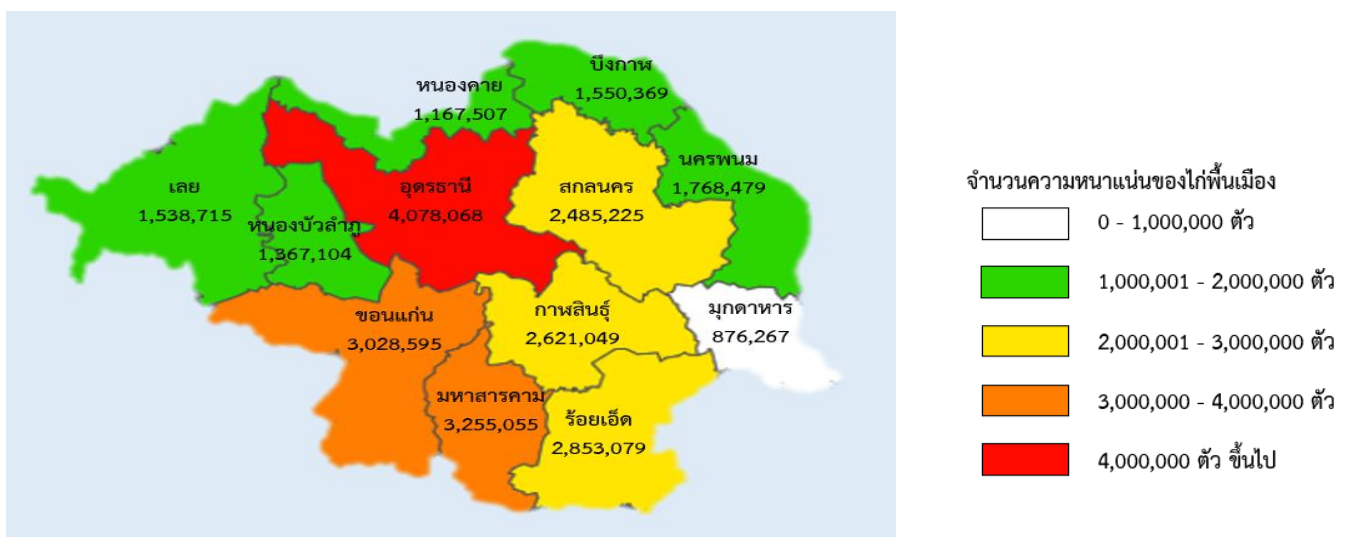 บึงกาฬ
1,550,369
หนองคาย
1,167,507
นครพนม
1,768,479
เลย
1,538,715
อุดรธานี
4,078,068
สกลนคร
2,485,225
หนองบัวลำภู
1,367,104
ขอนแก่น
3,028,595
กาฬสินธุ์
2,621,049
มุกดาหาร
876,267
มหาสารคาม
3,255,055
ร้อยเอ็ด
2,853,079
จำนวนความหนาแน่นของไก่พื้นเมือง
0 - 1,000,000 ตัว
1,000,001 - 2,000,000 ตัว
2,000,001 - 3,000,000 ตัว
3,000,000 - 4,000,000 ตัว
4,000,000 ตัว ขึ้นไป